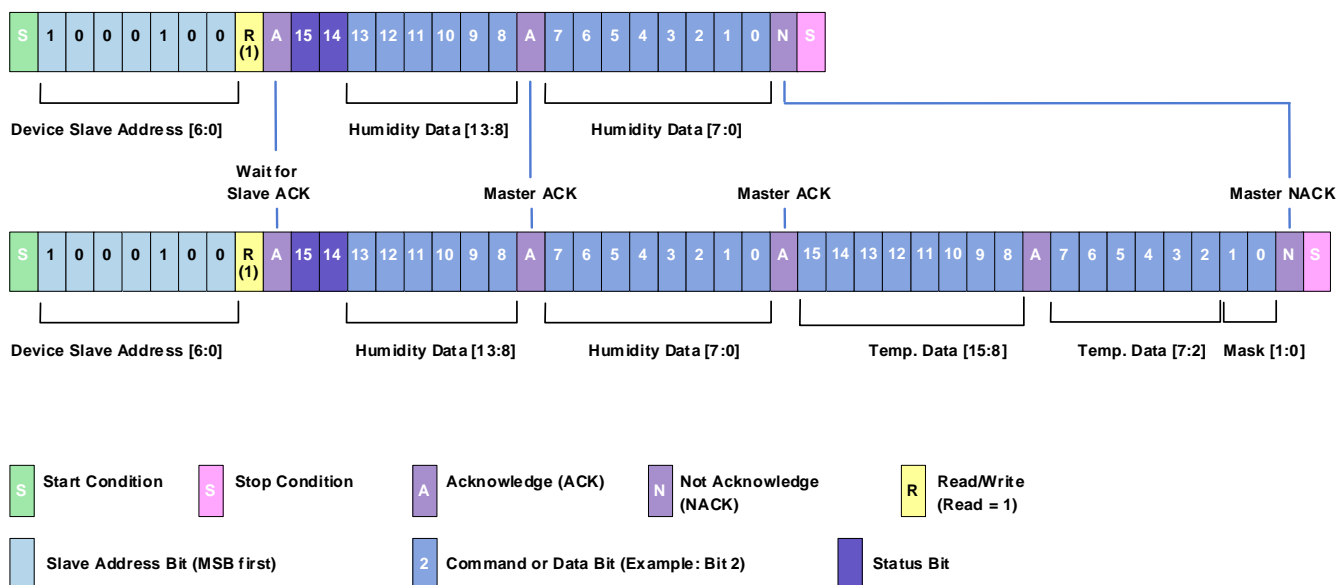 S 1 0 0 0 1 0 0 R (1) A 15 14 13 12 11 10 9 8 A 7 6 5 4 3 2 1 0 N S
Device Slave Address [6:0] Humidity Data [13:8] Humidity Data [7:0]
Wait for
Slave ACK Master ACK Master ACK Master NACK
S 1 0 0 0 1 0 0 R (1) A 15 14 13 12 11 10 9 8 A 7 6 5 4 3 2 1 0 A 15 14 13 12 11 10 9 8 A 7 6 5 4 3 2 1 0 N S
Device Slave Address [6:0] Humidity Data [13:8] Humidity Data [7:0] Temp. Data [15:8] Temp. Data [7:2] Mask [1:0]
S Start Condition S Stop Condition A Acknowledge (ACK) N Not Acknowledge (NACK) R Read/Write (Read = 1)
Slave Address Bit (MSB first) 2 Command or Data Bit (Example: Bit 2) Status Bit